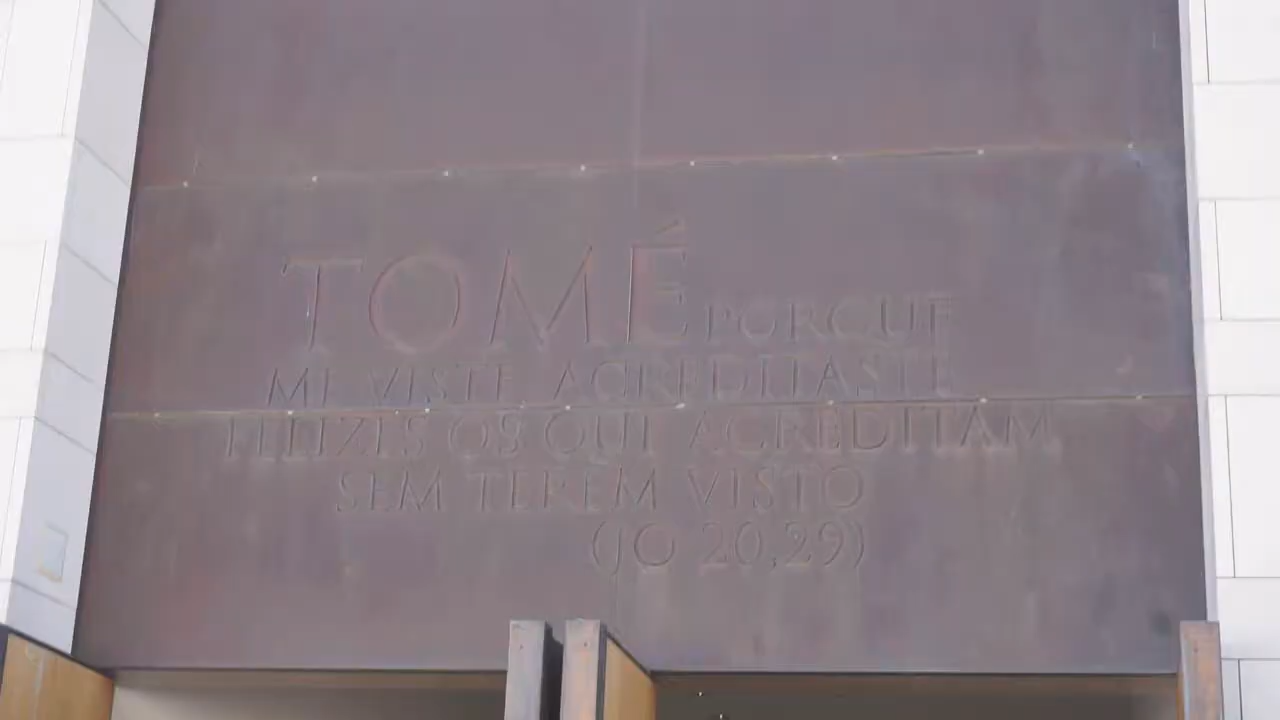 TOMÉ PORQUE
ME VISTE ACREDITASTE
FELIZES OS QUE ACREDITAM
SEM TEREM VISTO
(JO 20,29)